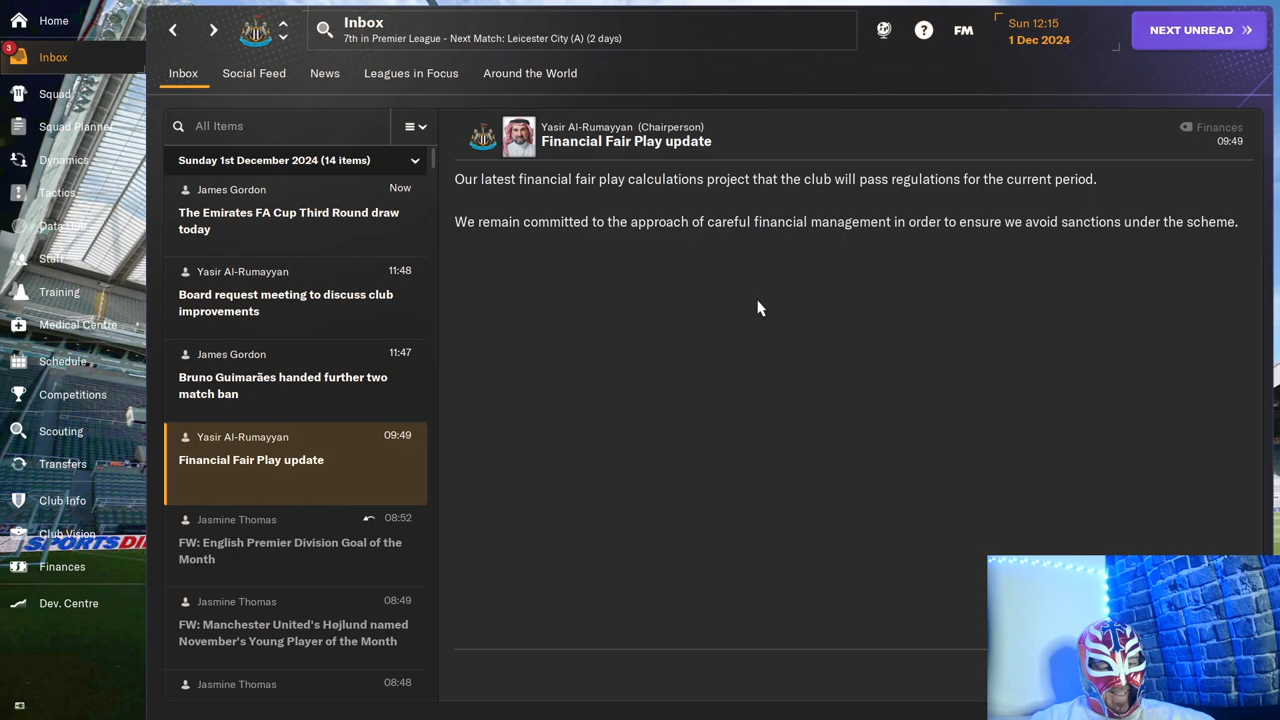 Home
3
Inbox
Squad
Squad Planner
Dynamics
Tactics
Data Hub
Staff
Training
Medical Centre
Schedule
Competitions
Scouting
Transfers
Club Info
Club Vision
SPORTSDI
Finances
Dev. Centre
Inbox
7th in Premier League - Next Match: Leicester City (A) (2 days)
?
FM
Sun 12:15
1 Dec 2024
NEXT UNREAD
Inbox
Social Feed
News
Leagues in Focus
Around the World
All Items
Sunday 1st December 2024 (14 items)
James Gordon
Now
The Emirates FA Cup Third Round draw
today
Yasir Al-Rumayyan
11:48
Board request meeting to discuss club
improvements
James Gordon
11:47
Bruno Guimarães handed further two
match ban
Yasir Al-Rumayyan
09:49
Financial Fair Play update
Jasmine Thomas
08:52
FW: English Premier Division Goal of the
Month
Jasmine Thomas
08:49
FW: Manchester United's Højlund named
November's Young Player of the Month
Jasmine Thomas
08:48
Yasir Al-Rumayyan (Chairperson)
Financial Fair Play update
Finances
09:49
Our latest financial fair play calculations project that the club will pass regulations for the current period.
We remain committed to the approach of careful financial management in order to ensure we avoid sanctions under the scheme.